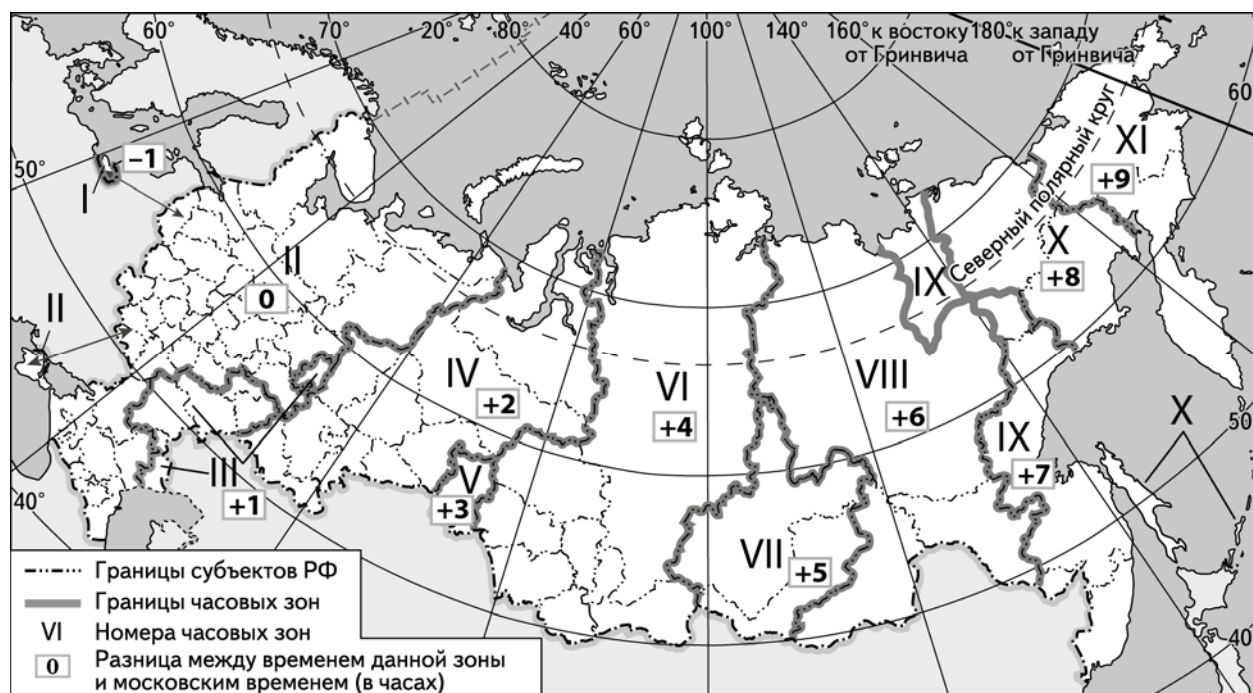 60° 70° 20° 80° 40° 60° 80° 100° 160° к востоку от Гринвича 180° к западу от Гринвича
60°
Северный полярный круг
XI
+9
–1
50°
I
X
+8
II
0
IX
II
IV
+2
VI
+4
VIII
+6
X
50°
IX
+7
III
+1
V
+3
40°
VII
+5
40°
Границы субъектов РФ
Границы часовых зон
VI Номера часовых зон
0 Разница между временем данной зоны
и московским временем (в часах)